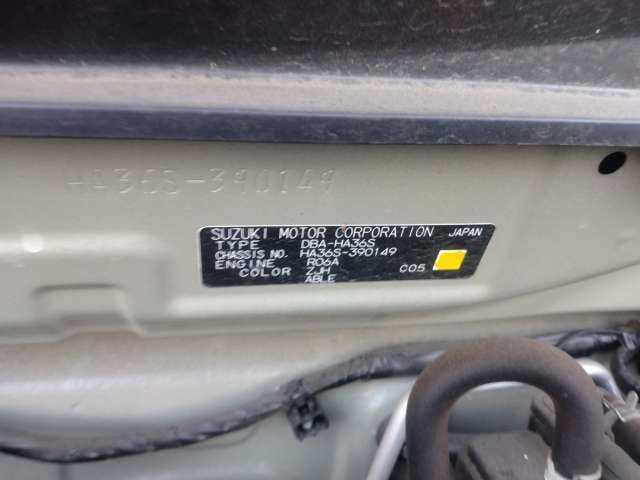 HA36S-390149
SUZUKI MOTOR CORPORATION JAPAN
TYPE DBA-HA36S
CHASSIS NO. HA36S-390149
ENGINE R06A
COLOR ZJH C05
ABLE